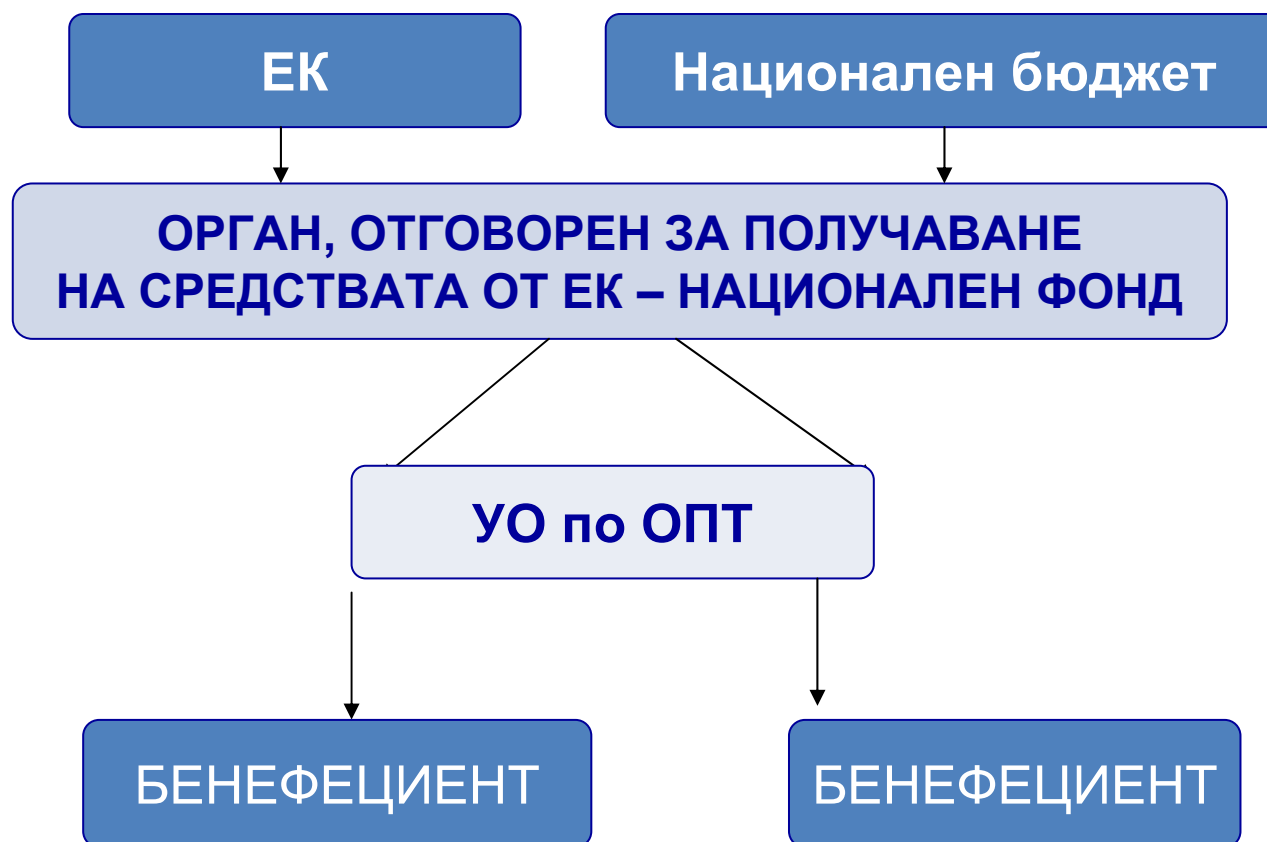 ЕК
Национален бюджет
ОРГАН, ОТГОВОРЕН ЗА ПОЛУЧАВАНЕ
НА СРЕДСТВАТА ОТ ЕК – НАЦИОНАЛЕН ФОНД
УО по ОПТ
БЕНЕФЕЦИЕНТ
БЕНЕФЕЦИЕНТ